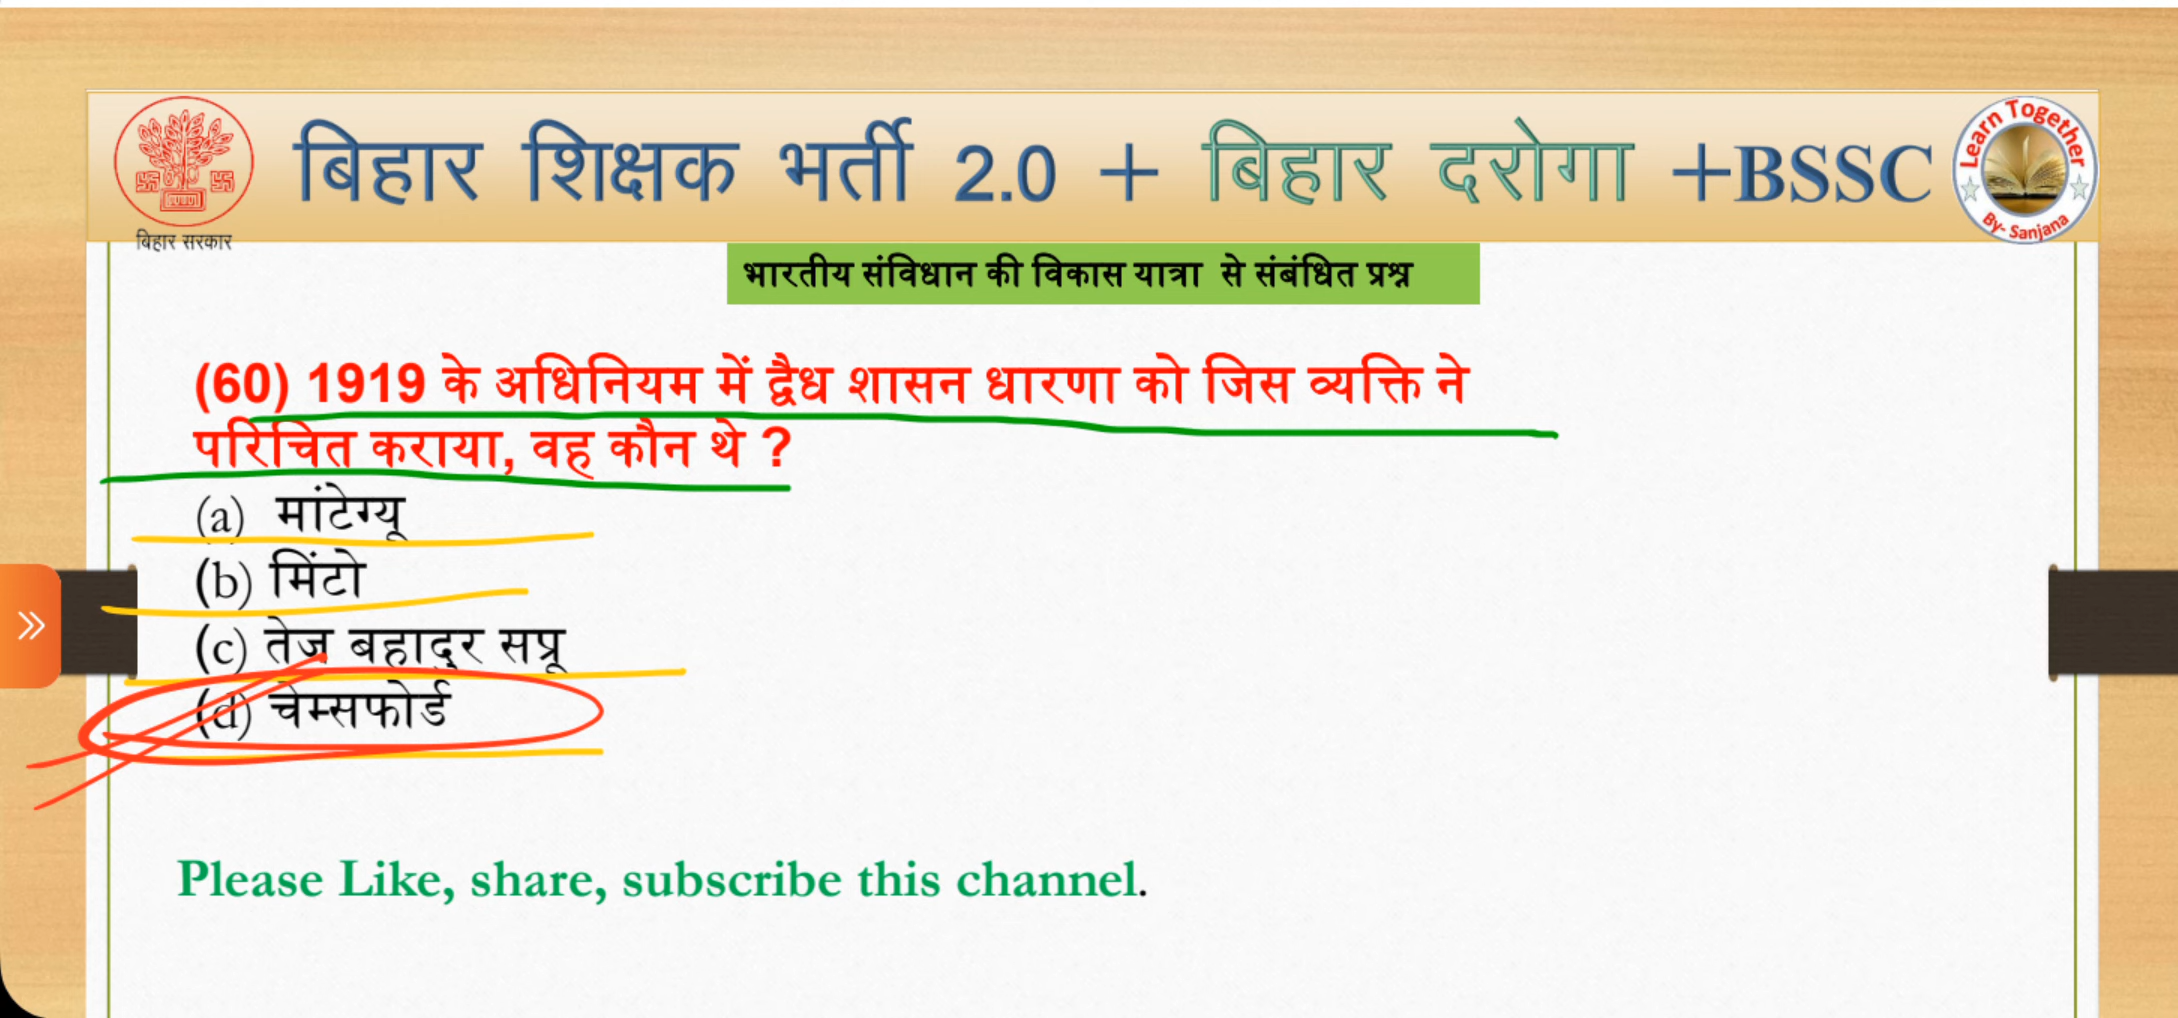 बिहार शिक्षक भर्ती 2.0 + बिहार दरोगा +BSSC
Learn Together
By- Sanjana
बिहार सरकार
भारतीय संविधान की विकास यात्रा से संबंधित प्रश्न
(60) 1919 के अधिनियम में द्वैध शासन धारणा को जिस व्यक्ति ने
परिचित कराया, वह कौन थे ?
(a) मांटेग्यू
(b) मिंटो
(c) तेज बहादुर सप्रू
(d) चेम्सफोर्ड
Please Like, share, subscribe this channel.